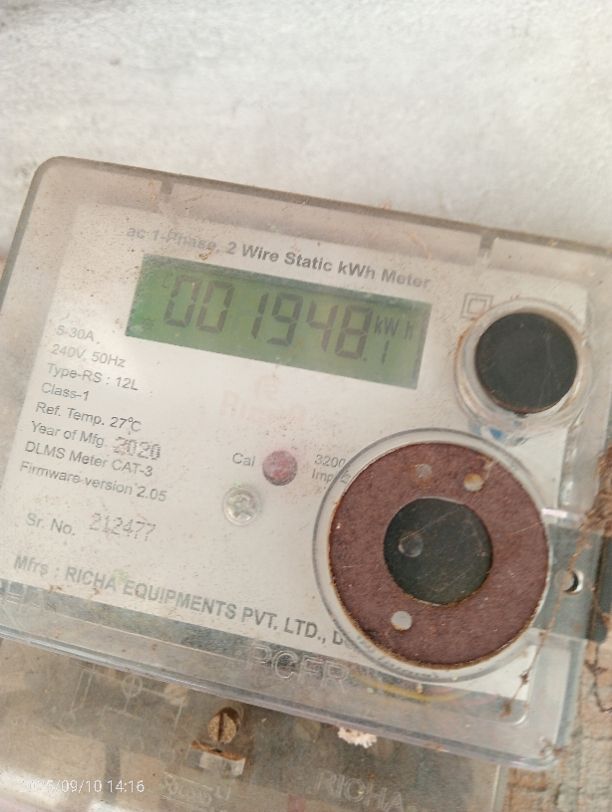 ac 1-Phase, 2 Wire Static kWh Meter
001948.1 kWh
5-30A
240V, 50Hz
Type-RS : 12L
Class-1
Ref. Temp. 27°C
Year of Mfg. 2020
DLMS Meter CAT-3
Firmware version 2.05
Cal
3200
Imp
Sr. No. 212477
Mfrs : RICHA EQUIPMENTS PVT. LTD.,
RICHA
09/10 14:16